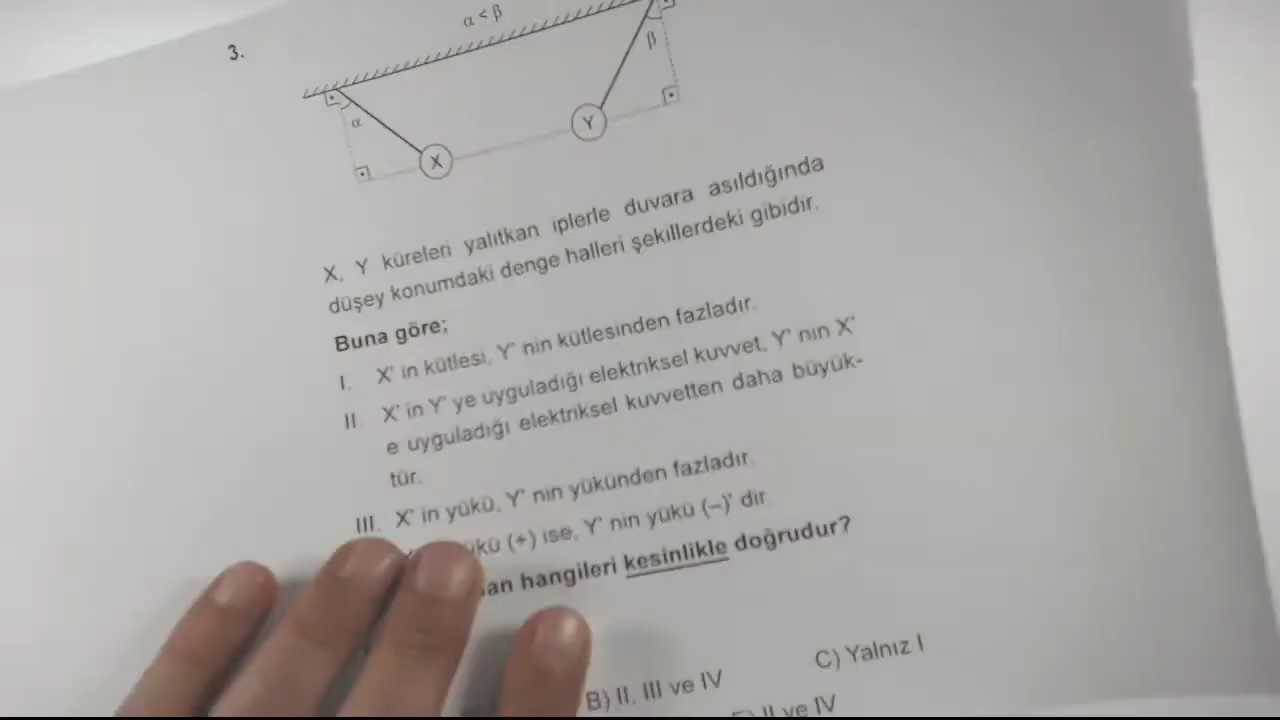 3.
α < β
α
β
X
Y
X, Y küreleri yalıtkan iplerle duvara asıldığında
düşey konumdaki denge halleri şekillerdeki gibidir.
Buna göre;
I. X' in kütlesi, Y' nin kütlesinden fazladır.
II. X' in Y' ye uyguladığı elektriksel kuvvet, Y' nin X'
e uyguladığı elektriksel kuvvetten daha büyük-
tür.
III. X' in yükü, Y' nin yükünden fazladır.
(+) ise, Y' nin yükü (–)' dir.
hangileri kesinlikle doğrudur?
B) II, III ve IV
C) Yalnız I
II ve IV